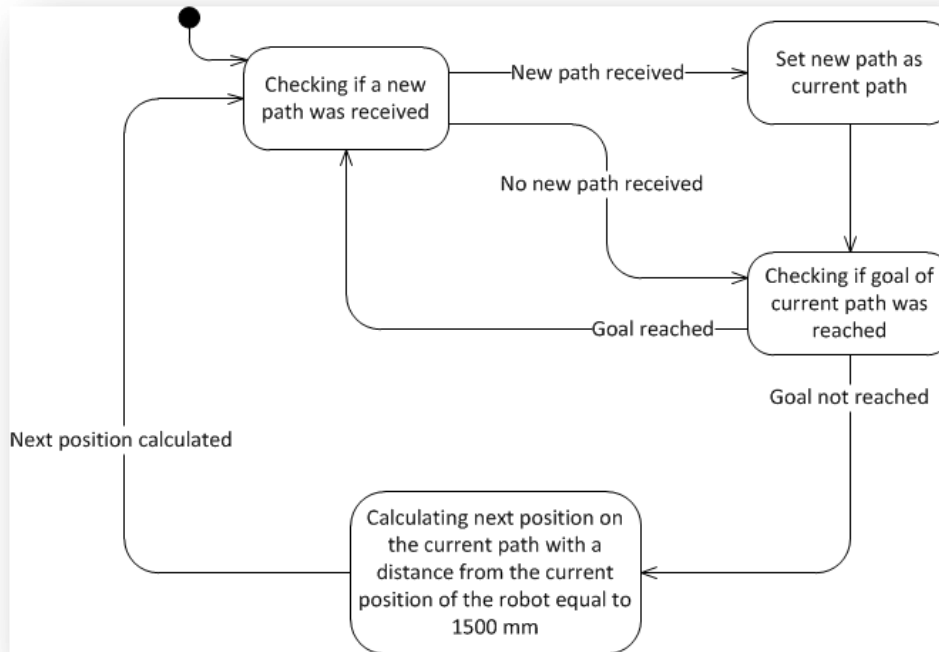 Checking if a new
path was received
New path received
Set new path as
current path
No new path received
Checking if goal of
current path was
reached
Goal reached
Goal not reached
Next position calculated
Calculating next position on
the current path with a
distance from the current
position of the robot equal to
1500 mm